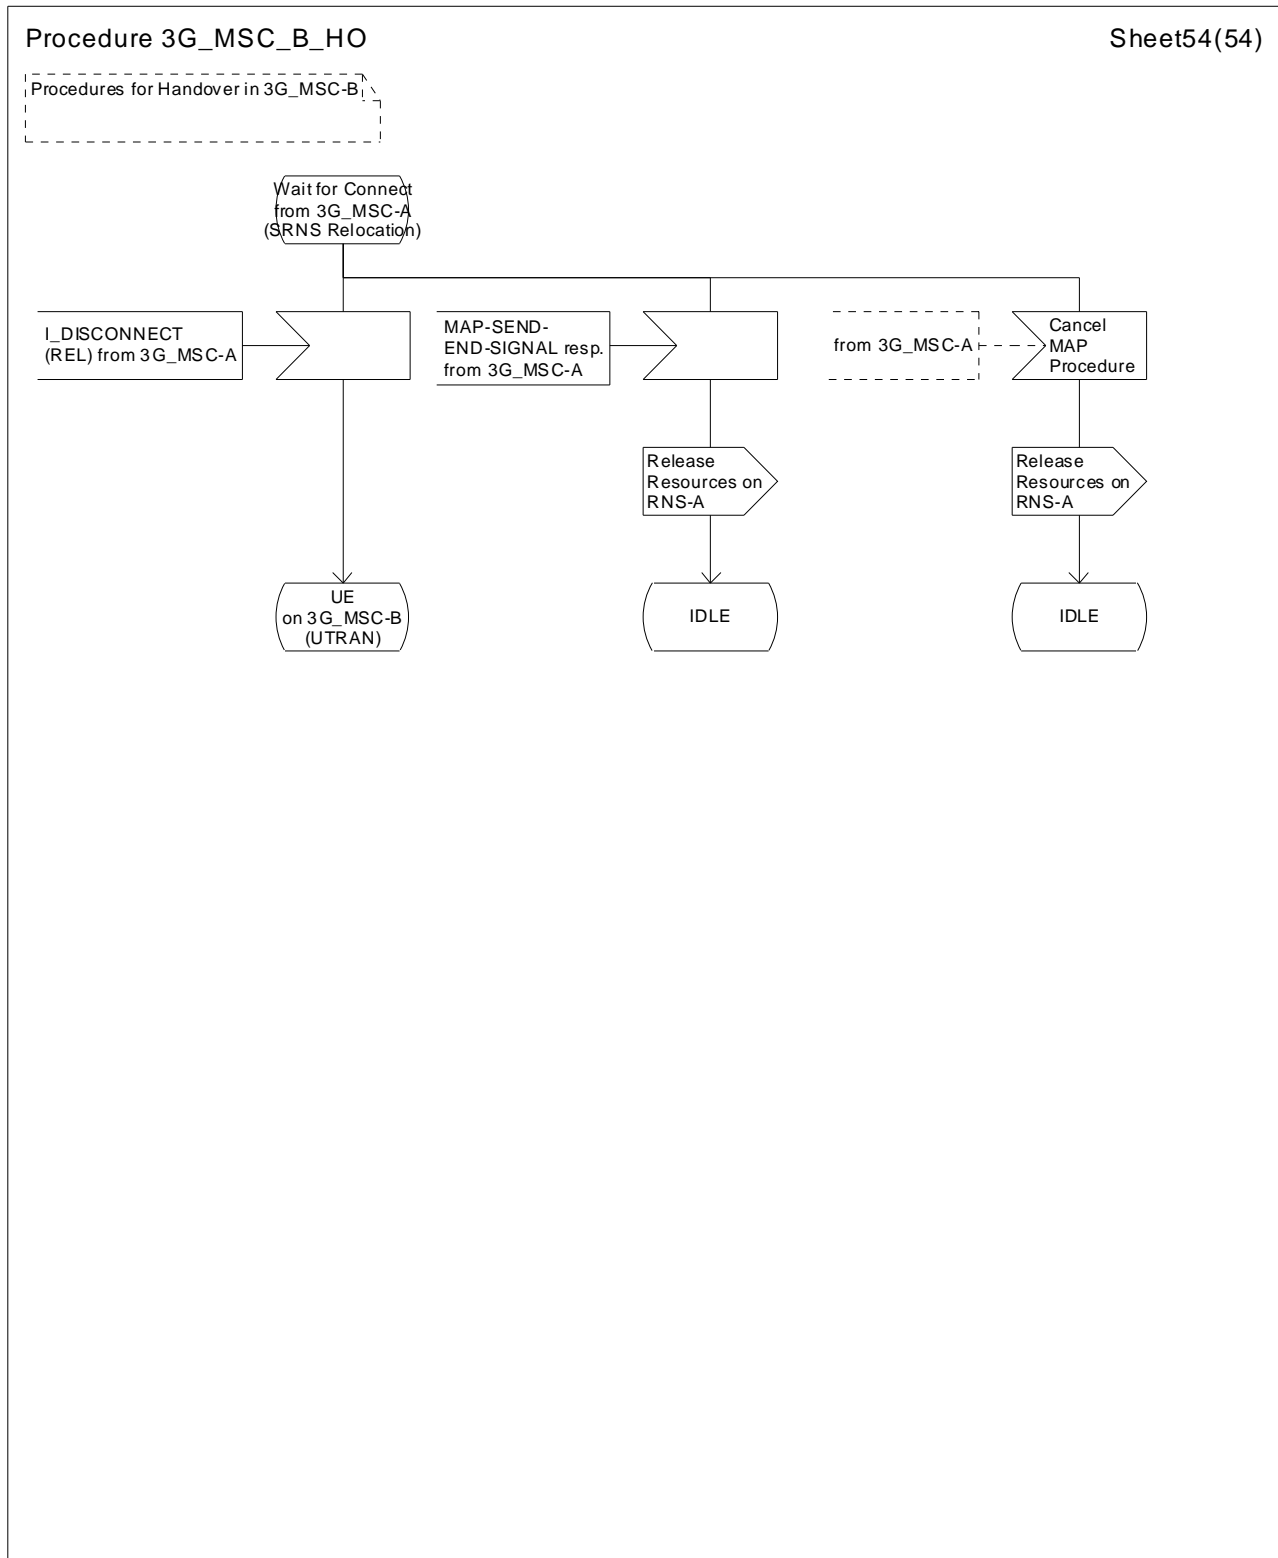 Procedure 3G_MSC_B_HO
Sheet54(54)
Procedures for Handover in 3G_MSC-B
Wait for Connect
from 3G_MSC-A
(SRNS Relocation)
I_DISCONNECT
(REL) from 3G_MSC-A
MAP-SEND-
END-SIGNAL resp.
from 3G_MSC-A
from 3G_MSC-A
Cancel
MAP
Procedure
Release
Resources on
RNS-A
Release
Resources on
RNS-A
UE
on 3G_MSC-B
(UTRAN)
IDLE
IDLE